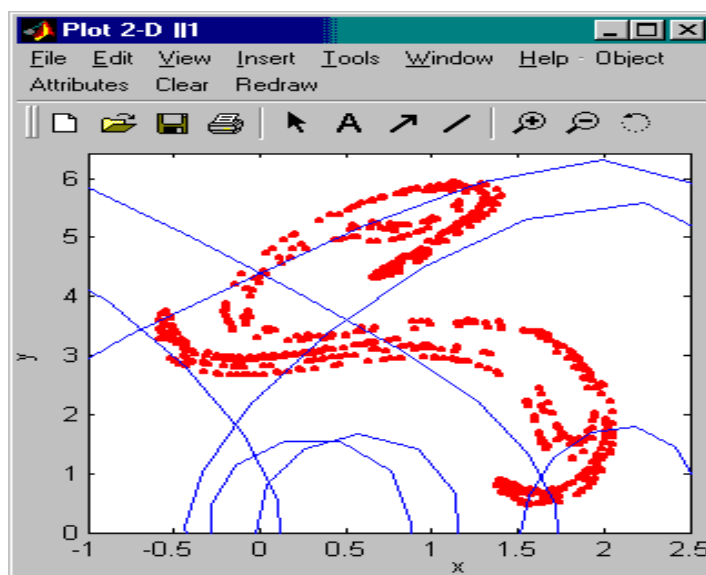 Plot 2-D ||1
File Edit View Insert Tools Window Help - Object
Attributes Clear Redraw
A
6
5
4
3
2
1
0
y
-1 -0.5 0 0.5 1 1.5 2 2.5
x